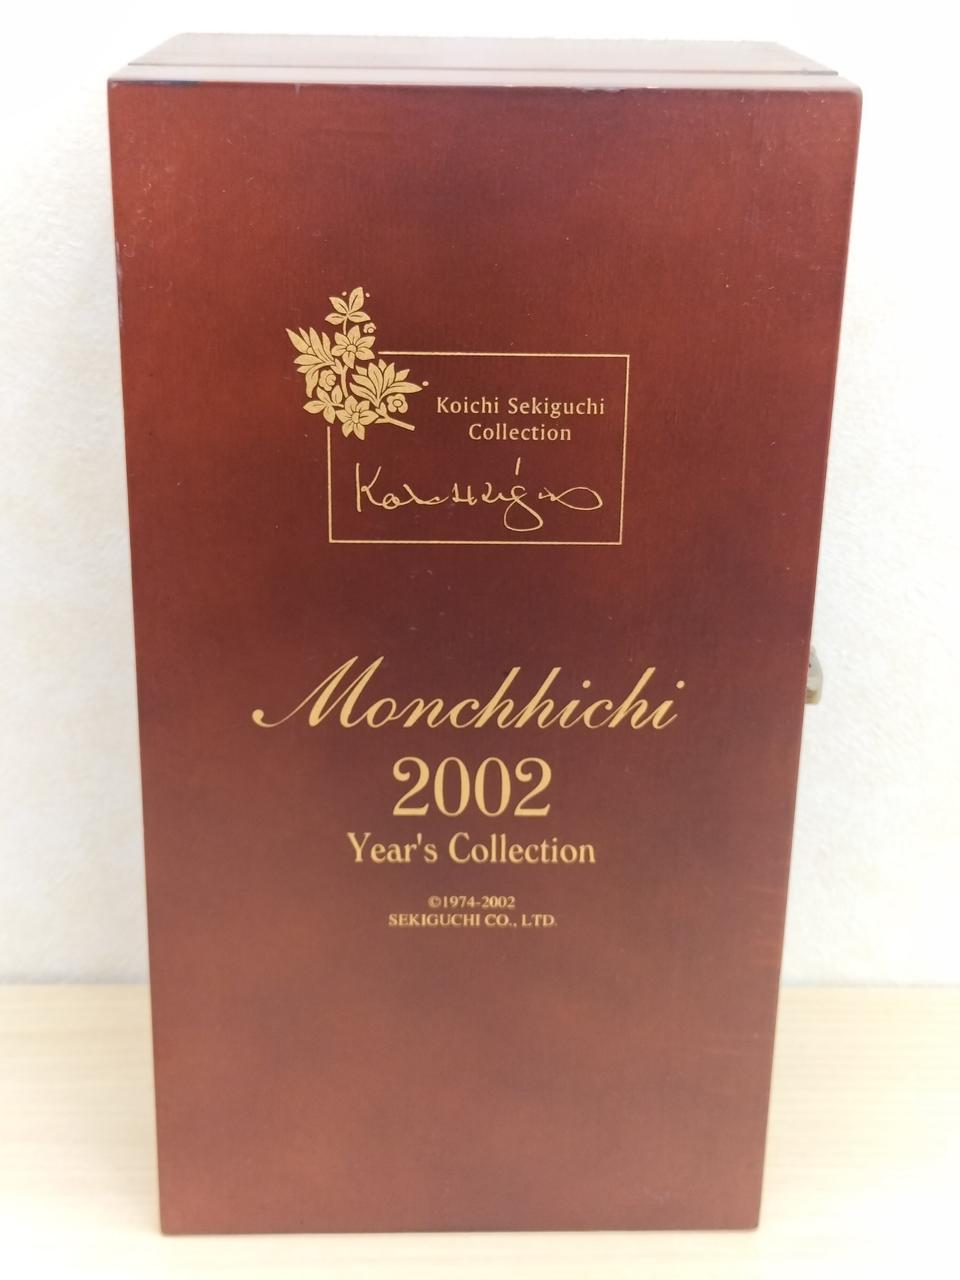 Koichi Sekiguchi
Collection
Monchhichi
2002
Year's Collection
©1974-2002
SEKIGUCHI CO., LTD.